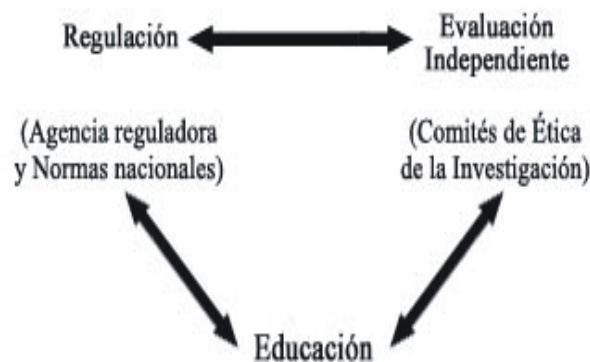 Regulación
Evaluación
Independiente
(Agencia reguladora
y Normas nacionales)
(Comités de Ética
de la Investigación)
Educación